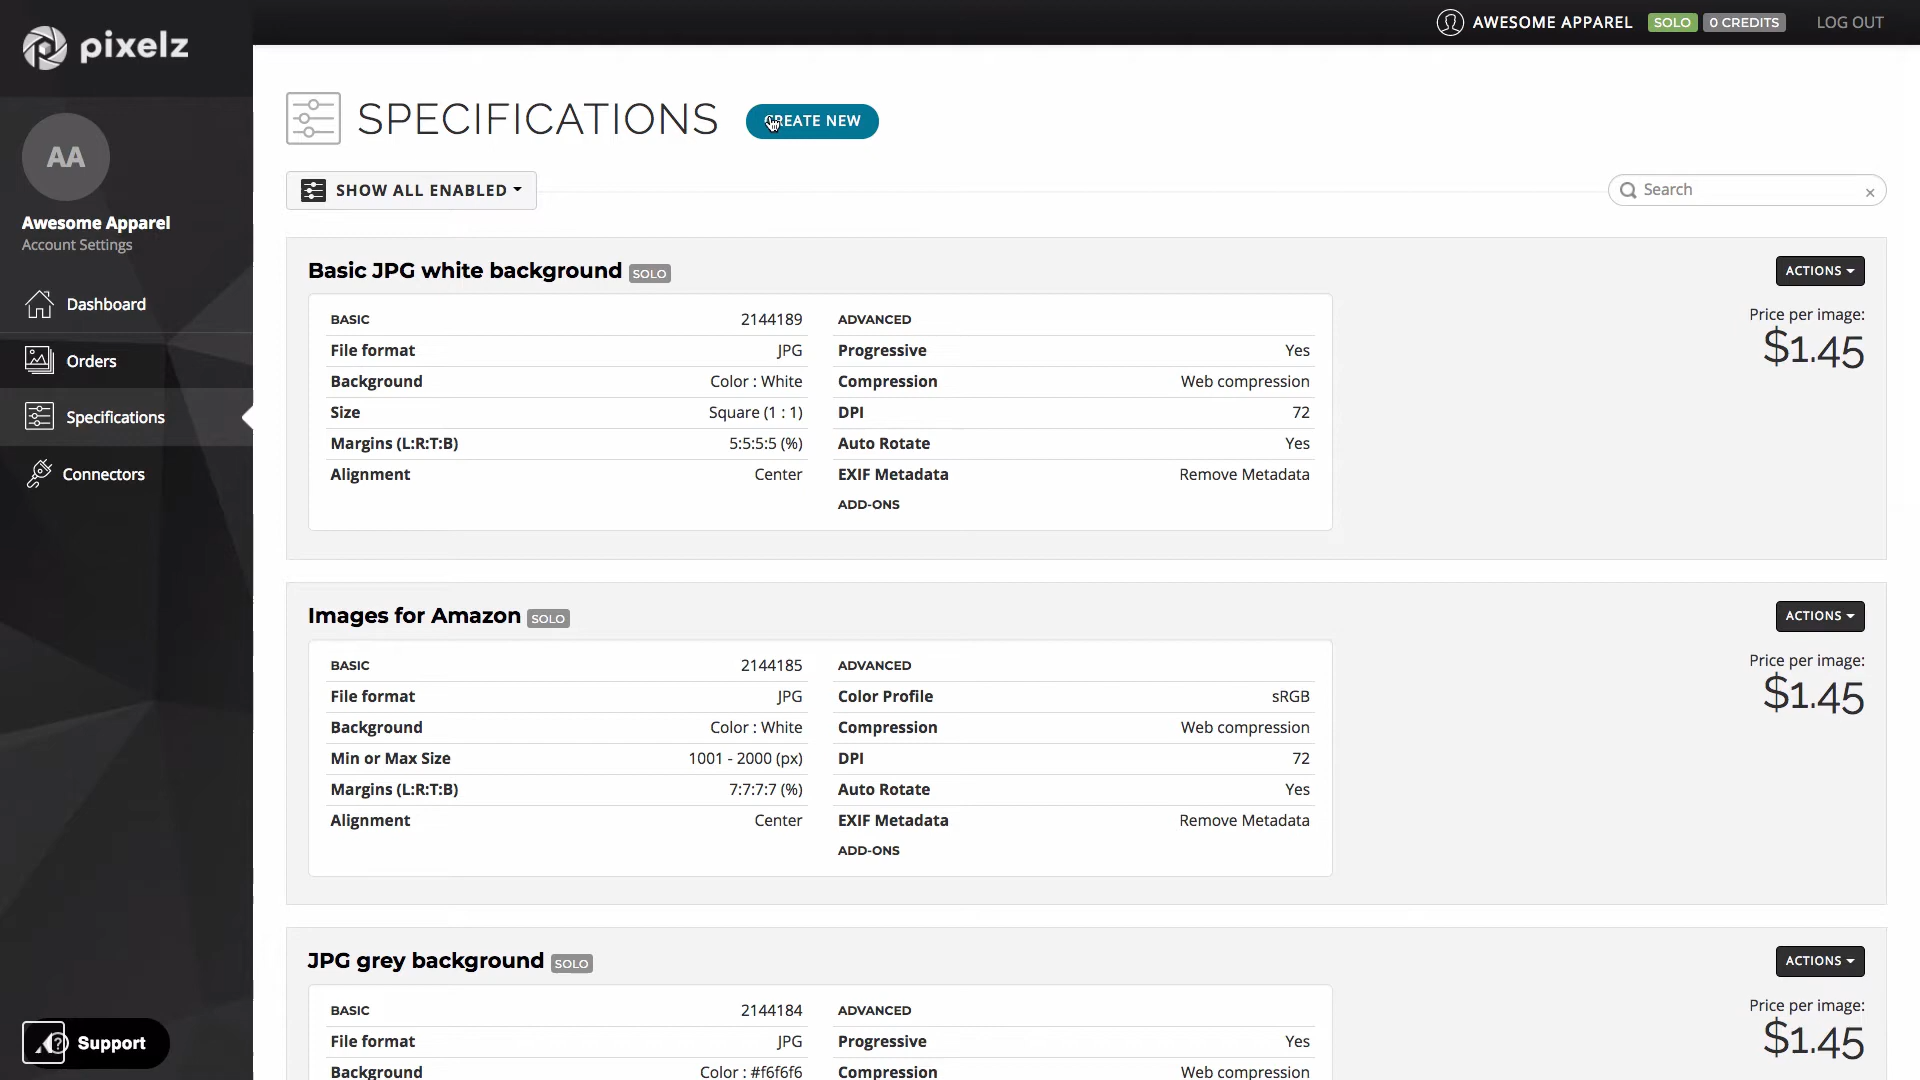 pixelz
AWESOME APPAREL SOLO 0 CREDITS LOG OUT
AA
Awesome Apparel
Account Settings
Dashboard
Orders
Specifications
Connectors
Support
SPECIFICATIONS CREATE NEW
SHOW ALL ENABLED
Search ×
Basic JPG white background SOLO
ACTIONS
Price per image:
$1.45
BASIC 2144189
File format JPG
Background Color : White
Size Square (1 : 1)
Margins (L:R:T:B) 5:5:5:5 (%)
Alignment Center
ADVANCED
Progressive Yes
Compression Web compression
DPI 72
Auto Rotate Yes
EXIF Metadata Remove Metadata
ADD-ONS
Images for Amazon SOLO
ACTIONS
Price per image:
$1.45
BASIC 2144185
File format JPG
Background Color : White
Min or Max Size 1001 - 2000 (px)
Margins (L:R:T:B) 7:7:7:7 (%)
Alignment Center
ADVANCED
Color Profile sRGB
Compression Web compression
DPI 72
Auto Rotate Yes
EXIF Metadata Remove Metadata
ADD-ONS
JPG grey background SOLO
ACTIONS
Price per image:
$1.45
BASIC 2144184
File format JPG
Background Color : #f6f6f6
ADVANCED
Progressive Yes
Compression Web compression